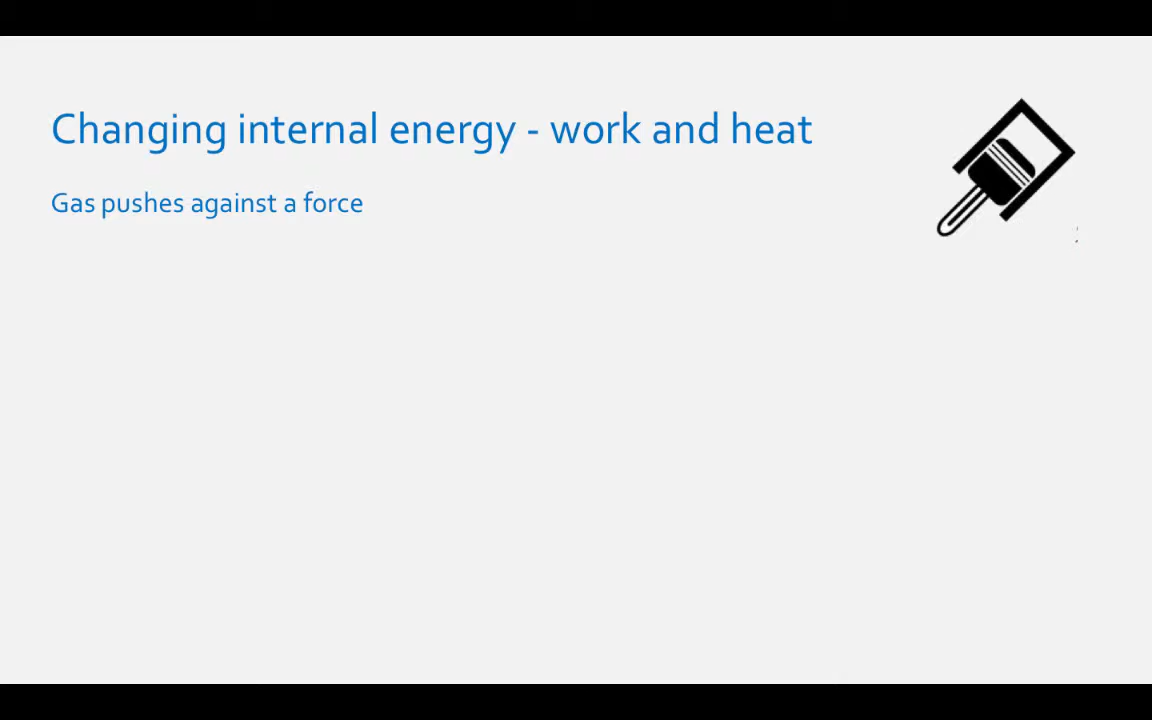 Changing internal energy - work and heat
Gas pushes against a force